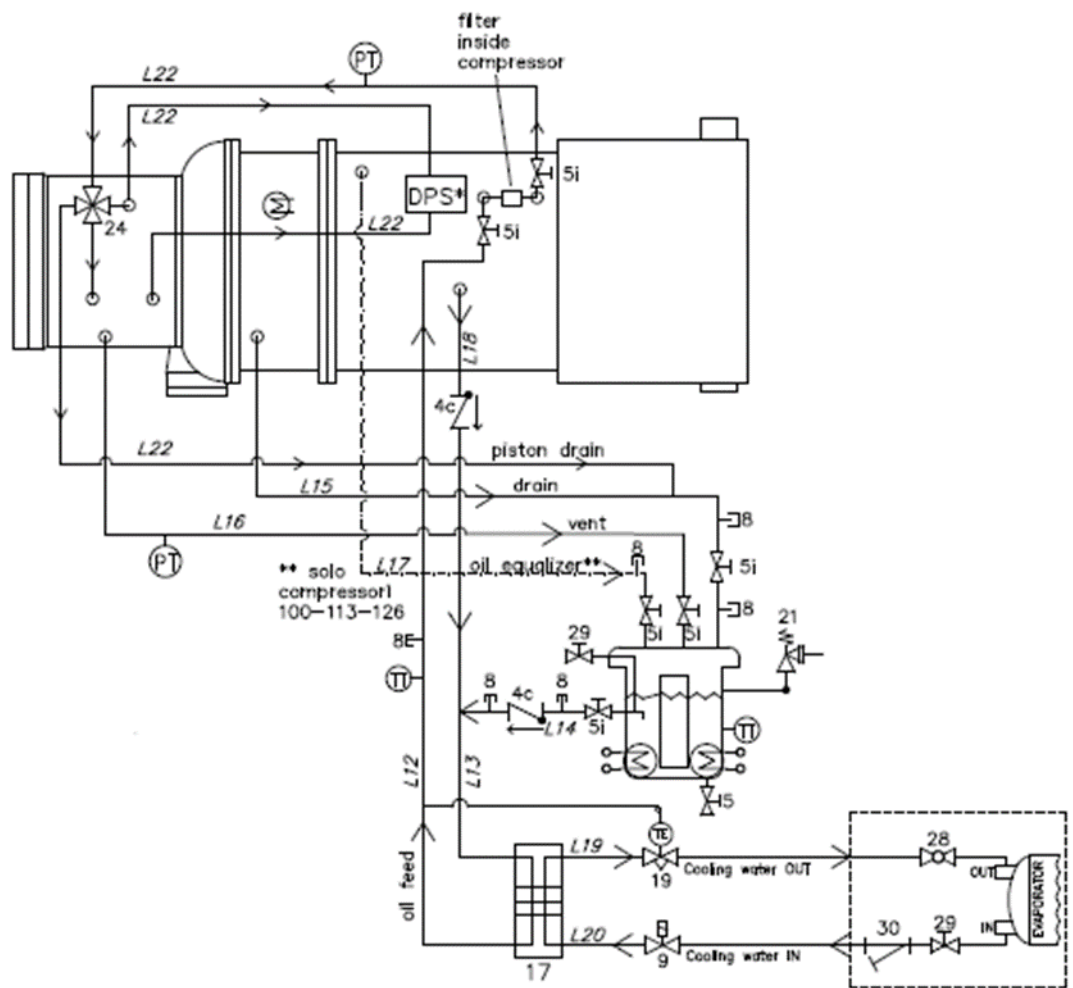 filter
inside
compressor
PT
L22
L22
5i
DPS*
24
L22
5i
L18
4c
L22
piston drain
L15
drain
8
L16
vent
PT
5i
8
** solo
compressor1
100-113-126
L17
oil equalizer**
8
5i
5i
21
8
29
TT
8
4c
8
5i
L14
TT
L12
L13
5
oil feed
TE
L19
19
Cooling water OUT
28
OUT
EVAPORATOR
IN
30
29
L20
9
Cooling water IN
17